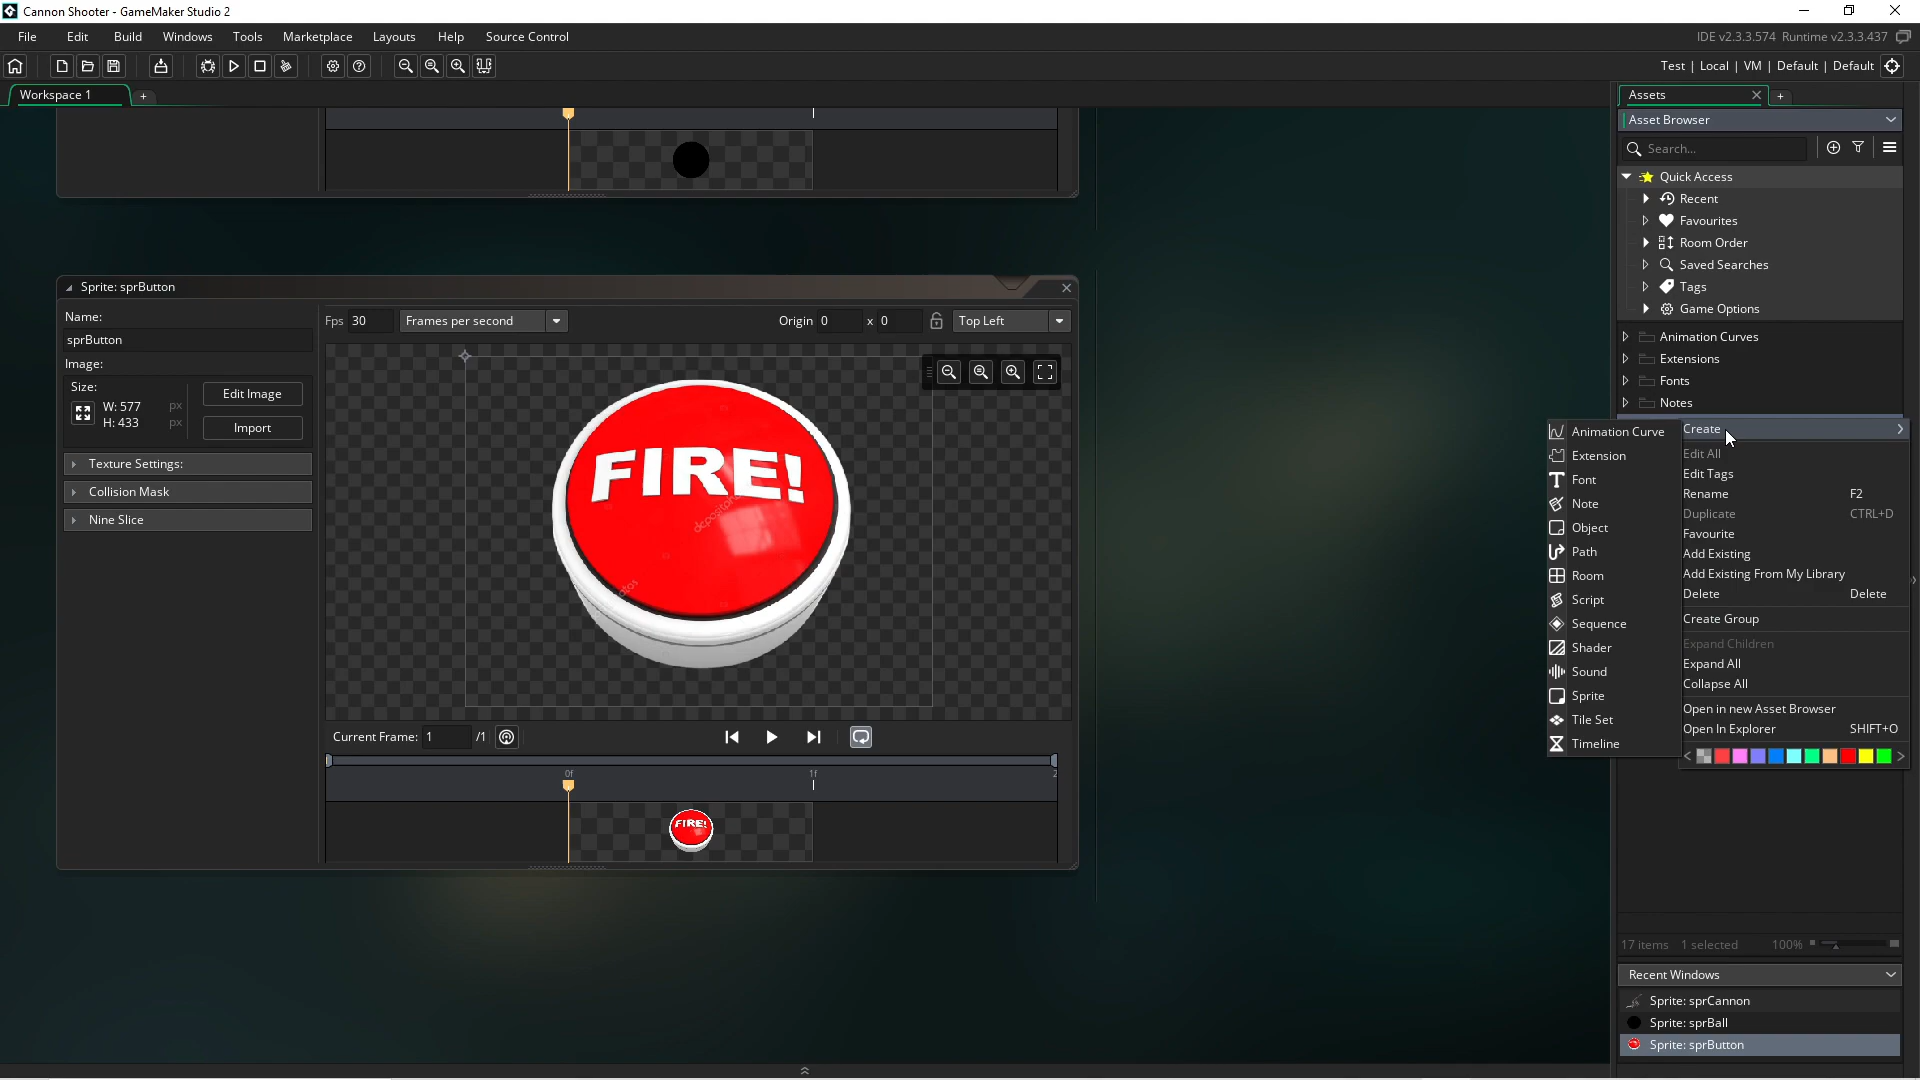 Cannon Shooter - GameMaker Studio 2
File Edit Build Windows Tools Marketplace Layouts Help Source Control
IDE v2.3.3.574 Runtime v2.3.3.437
Test | Local | VM | Default | Default
Workspace 1
Assets
Asset Browser
Search...
Quick Access
Recent
Favourites
Room Order
Saved Searches
Tags
Game Options
Animation Curves
Extensions
Fonts
Notes
Sprite: sprButton
Name:
sprButton
Image:
Size:
W: 577 px
H: 433 px
Edit Image
Import
Texture Settings:
Collision Mask
Nine Slice
Fps 30 Frames per second
Origin 0 x 0 Top Left
FIRE!
depositphotos
Current Frame: 1 /1
0f 1f 2
FIRE!
Animation Curve
Extension
Font
Note
Object
Path
Room
Script
Sequence
Shader
Sound
Sprite
Tile Set
Timeline
Create
Edit All
Edit Tags
Rename F2
Duplicate CTRL+D
Favourite
Add Existing
Add Existing From My Library
Delete Delete
Create Group
Expand Children
Expand All
Collapse All
Open in new Asset Browser
Open In Explorer SHIFT+O
17 items 1 selected 100%
Recent Windows
Sprite: sprCannon
Sprite: sprBall
Sprite: sprButton